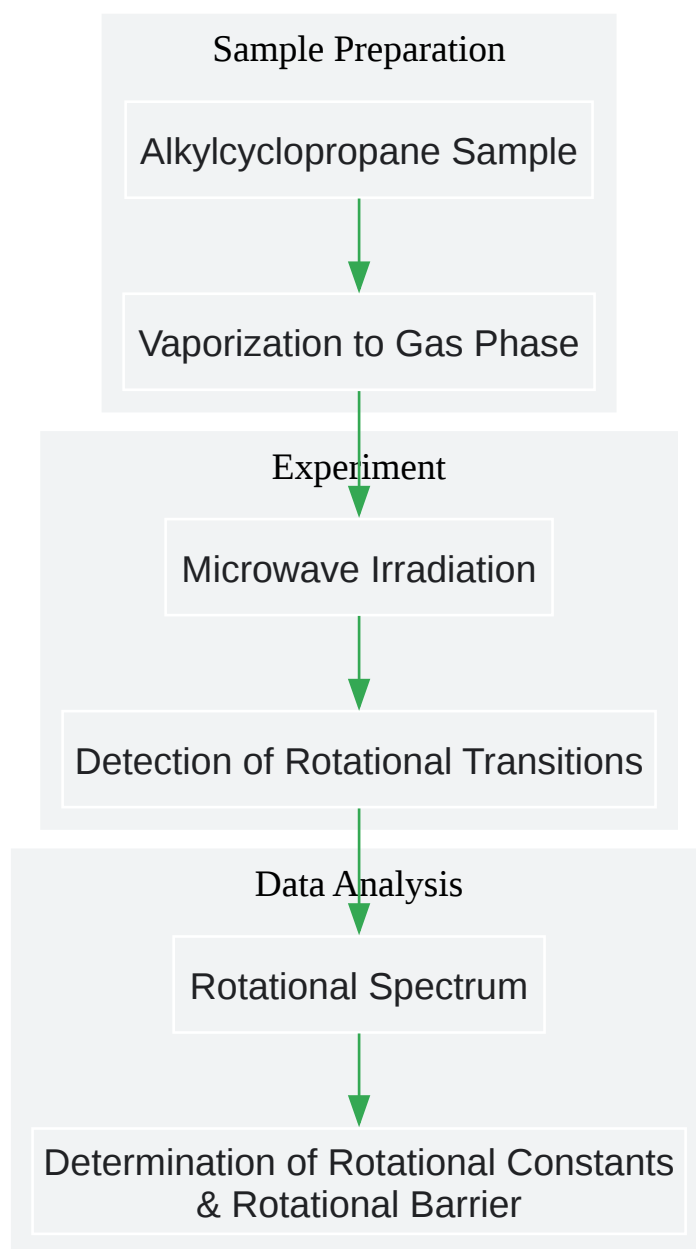 Sample Preparation
Alkylcyclopropane Sample
Vaporization to Gas Phase
Experiment
Microwave Irradiation
Detection of Rotational Transitions
Data Analysis
Rotational Spectrum
Determination of Rotational Constants
& Rotational Barrier